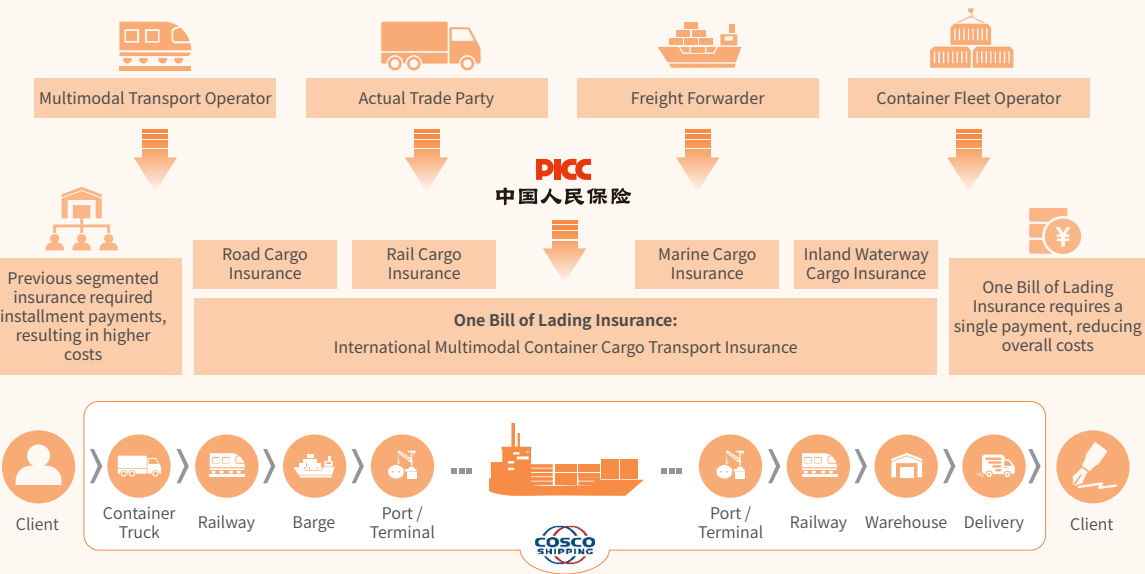 Multimodal Transport Operator
Actual Trade Party
Freight Forwarder
Container Fleet Operator
PICC
中国人民保险
Road Cargo
Insurance
Rail Cargo
Insurance
Marine Cargo
Insurance
Inland Waterway
Cargo Insurance
¥
Previous segmented
insurance required
installment payments,
resulting in higher
costs
One Bill of Lading Insurance:
International Multimodal Container Cargo Transport Insurance
One Bill of Lading
Insurance requires a
single payment, reducing
overall costs
Client
Container
Truck
Railway
Barge
Port /
Terminal
Port /
Terminal
Railway
Warehouse
Delivery
Client
COSCO
SHIPPING